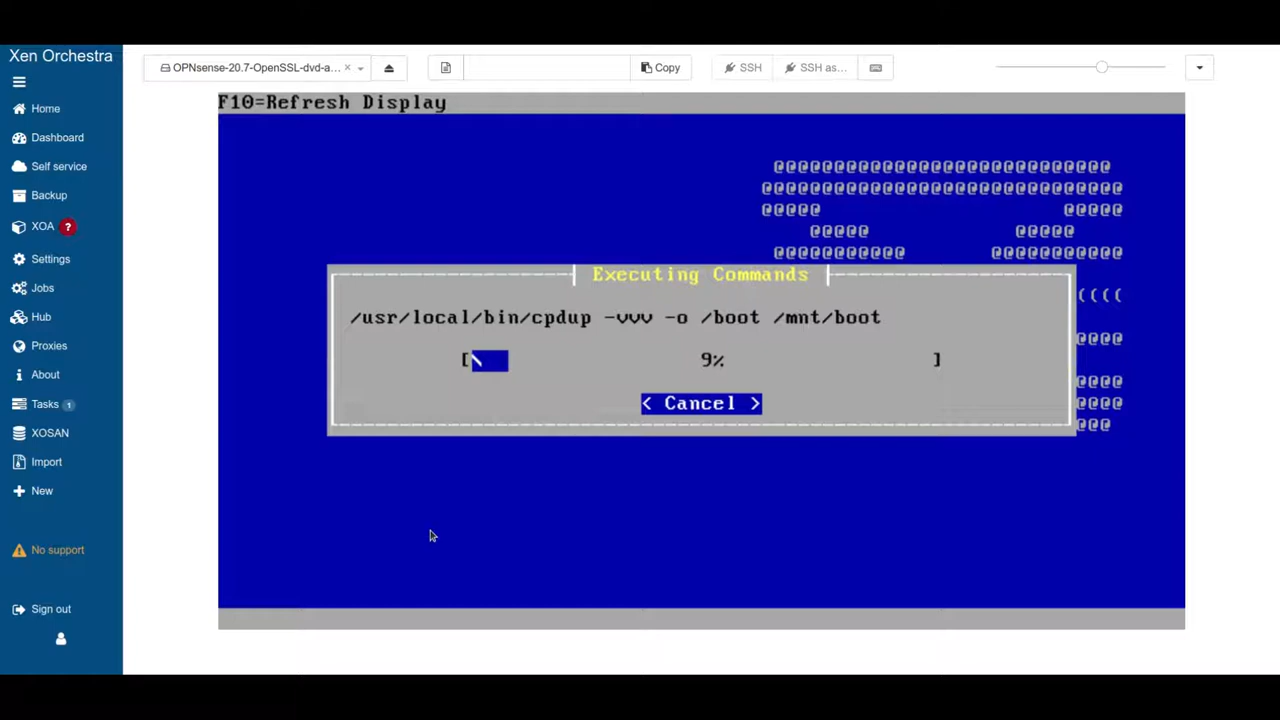 Xen Orchestra
OPNsense-20.7-OpenSSL-dvd-a... ×
Copy
SSH
SSH as...
Home
Dashboard
Self service
Backup
XOA ?
Settings
Jobs
Hub
Proxies
About
Tasks 1
XOSAN
Import
New
No support
Sign out
F10=Refresh Display
@@@@@@@@@@@@@@@@@@@@@@@@@@@@
@@@@@@@@@@@@@@@@@@@@@@@@@@@@@@
@@@@@ @@@@@
@@@@@ @@@@@
@@@@@@@@@@@ @@@@@@@@@@@
Executing Commands
((((
/usr/local/bin/cpdup -vvv -o /boot /mnt/boot
@@@@
[\ 9% ]
@@@@
< Cancel >
@@@@
@@@